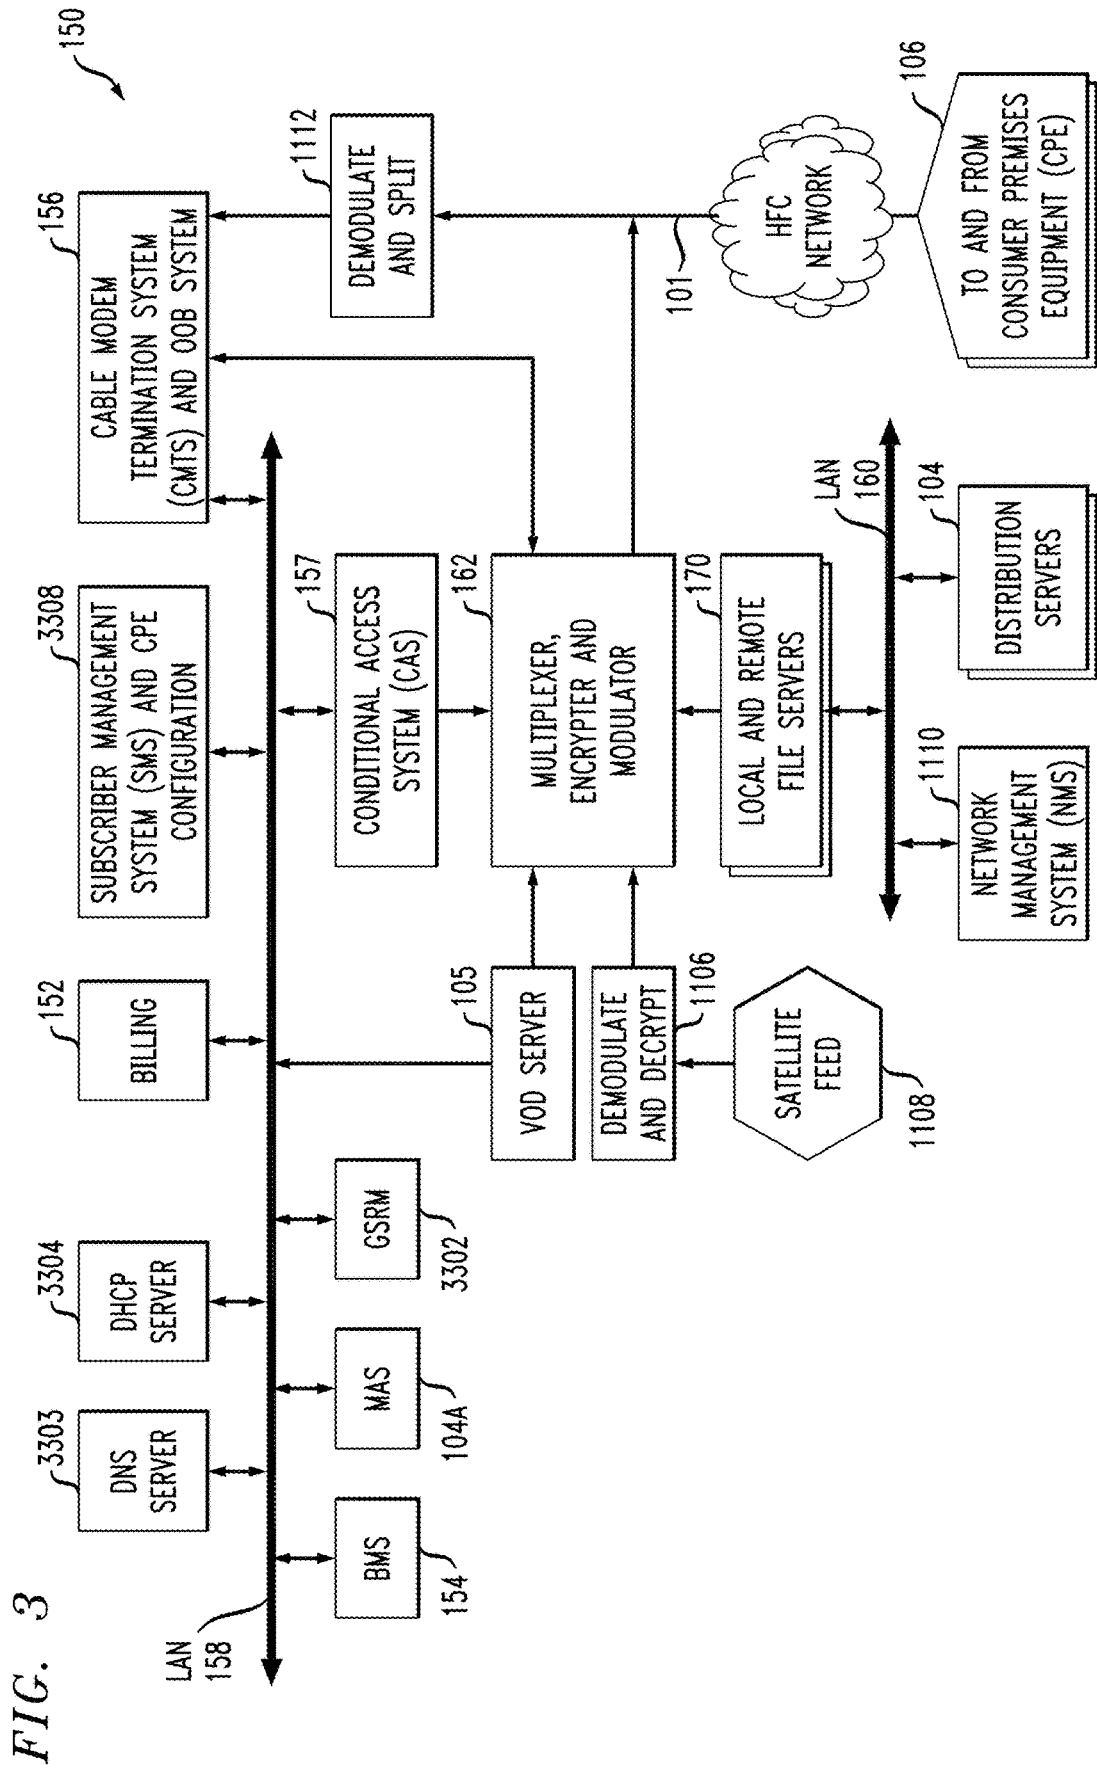 FIG. 3
150
3303
DNS
SERVER
3304
DHCP
SERVER
152
BILLING
3308
SUBSCRIBER MANAGEMENT
SYSTEM (SMS) AND CPE
CONFIGURATION
156
CABLE MODEM
TERMINATION SYSTEM
(CMTS) AND OOB SYSTEM
LAN
158
BMS
154
MAS
104A
GSRM
3302
157
CONDITIONAL ACCESS
SYSTEM (CAS)
1112
DEMODULATE
AND SPLIT
105
VOD SERVER
162
MULTIPLEXER,
ENCRYPTER AND
MODULATOR
DEMODULATE
AND DECRYPT
1106
101
170
LOCAL AND REMOTE
FILE SERVERS
SATELLITE
FEED
1108
HFC
NETWORK
LAN
160
1110
NETWORK
MANAGEMENT
SYSTEM (NMS)
104
DISTRIBUTION
SERVERS
106
TO AND FROM
CONSUMER PREMISES
EQUIPMENT (CPE)